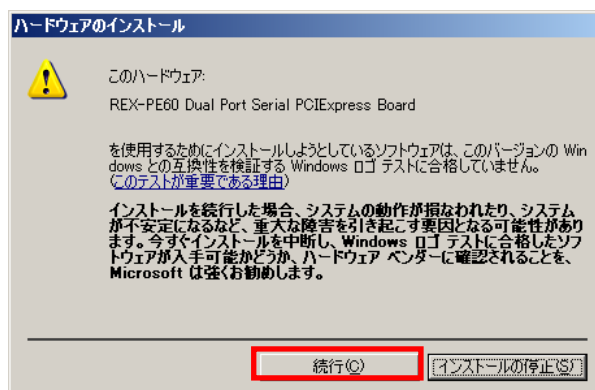 ハードウェアのインストール
このハードウェア:
REX-PE60 Dual Port Serial PCIExpress Board
を使用するためにインストールしようとしているソフトウェアは、このバージョンの Win
dows との互換性を検証する Windows ロゴ テストに合格していません。
(このテストが重要である理由)
インストールを続行した場合、システムの動作が損なわれたり、システム
が不安定になるなど、重大な障害を引き起こす要因となる可能性があり
ます。今すぐインストールを中断し、Windows ロゴ テストに合格したソフ
トウェアが入手可能かどうか、ハードウェア ベンダーに確認されることを、
Microsoft は強くお勧めします。
続行(C) インストールの停止(S)